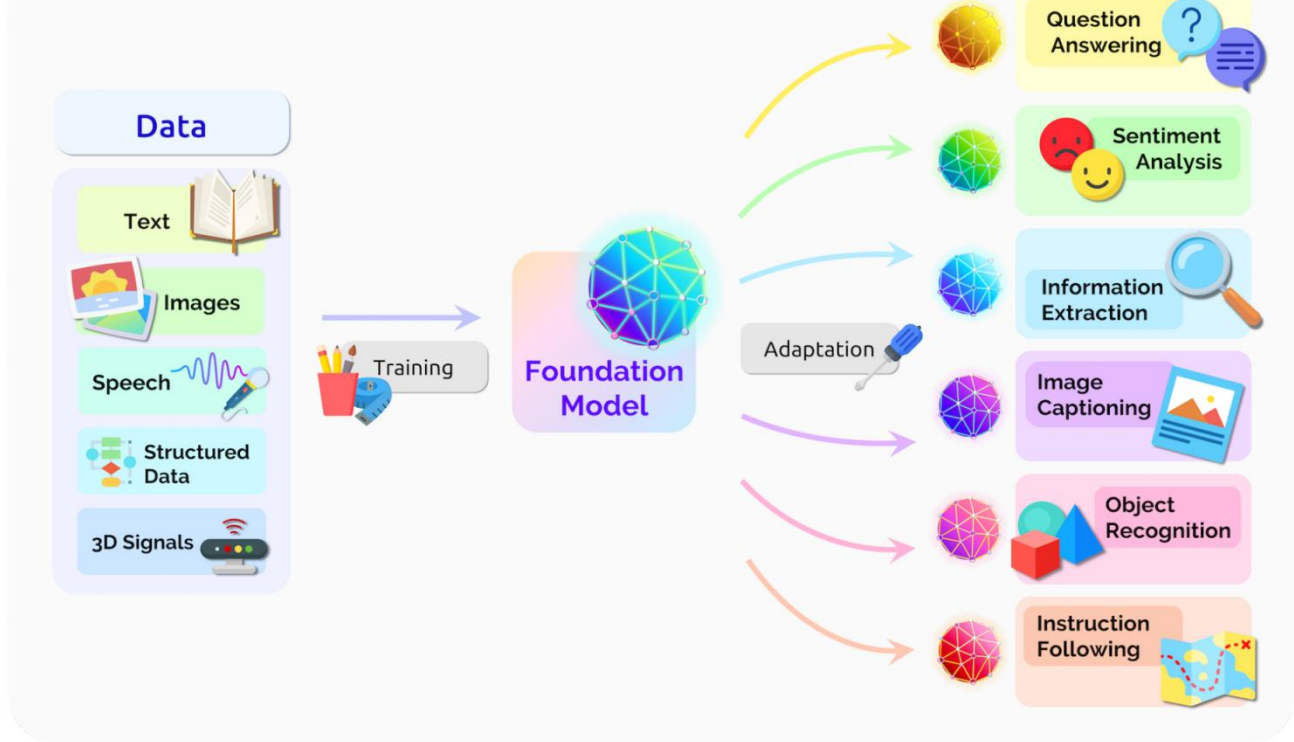 Data
Text
Images
Speech
Structured
Data
3D Signals
Training
Foundation
Model
Adaptation
Question
Answering
Sentiment
Analysis
Information
Extraction
Image
Captioning
Object
Recognition
Instruction
Following